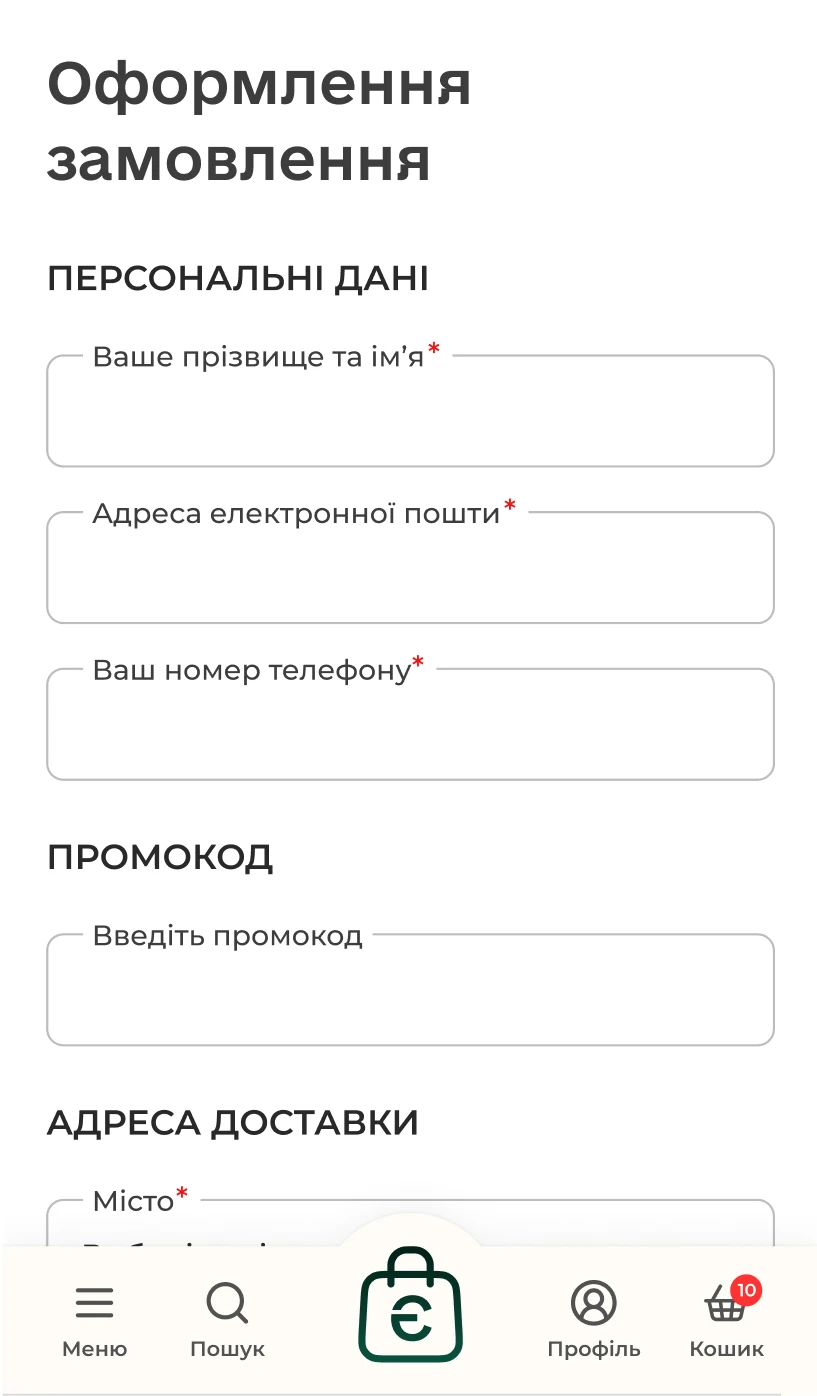 Оформлення
замовлення
ПЕРСОНАЛЬНІ ДАНІ
Ваше прізвище та ім’я*
Адреса електронної пошти*
Ваш номер телефону*
ПРОМОКОД
Введіть промокод
АДРЕСА ДОСТАВКИ
Місто*
є
10
Меню Пошук Профіль Кошик